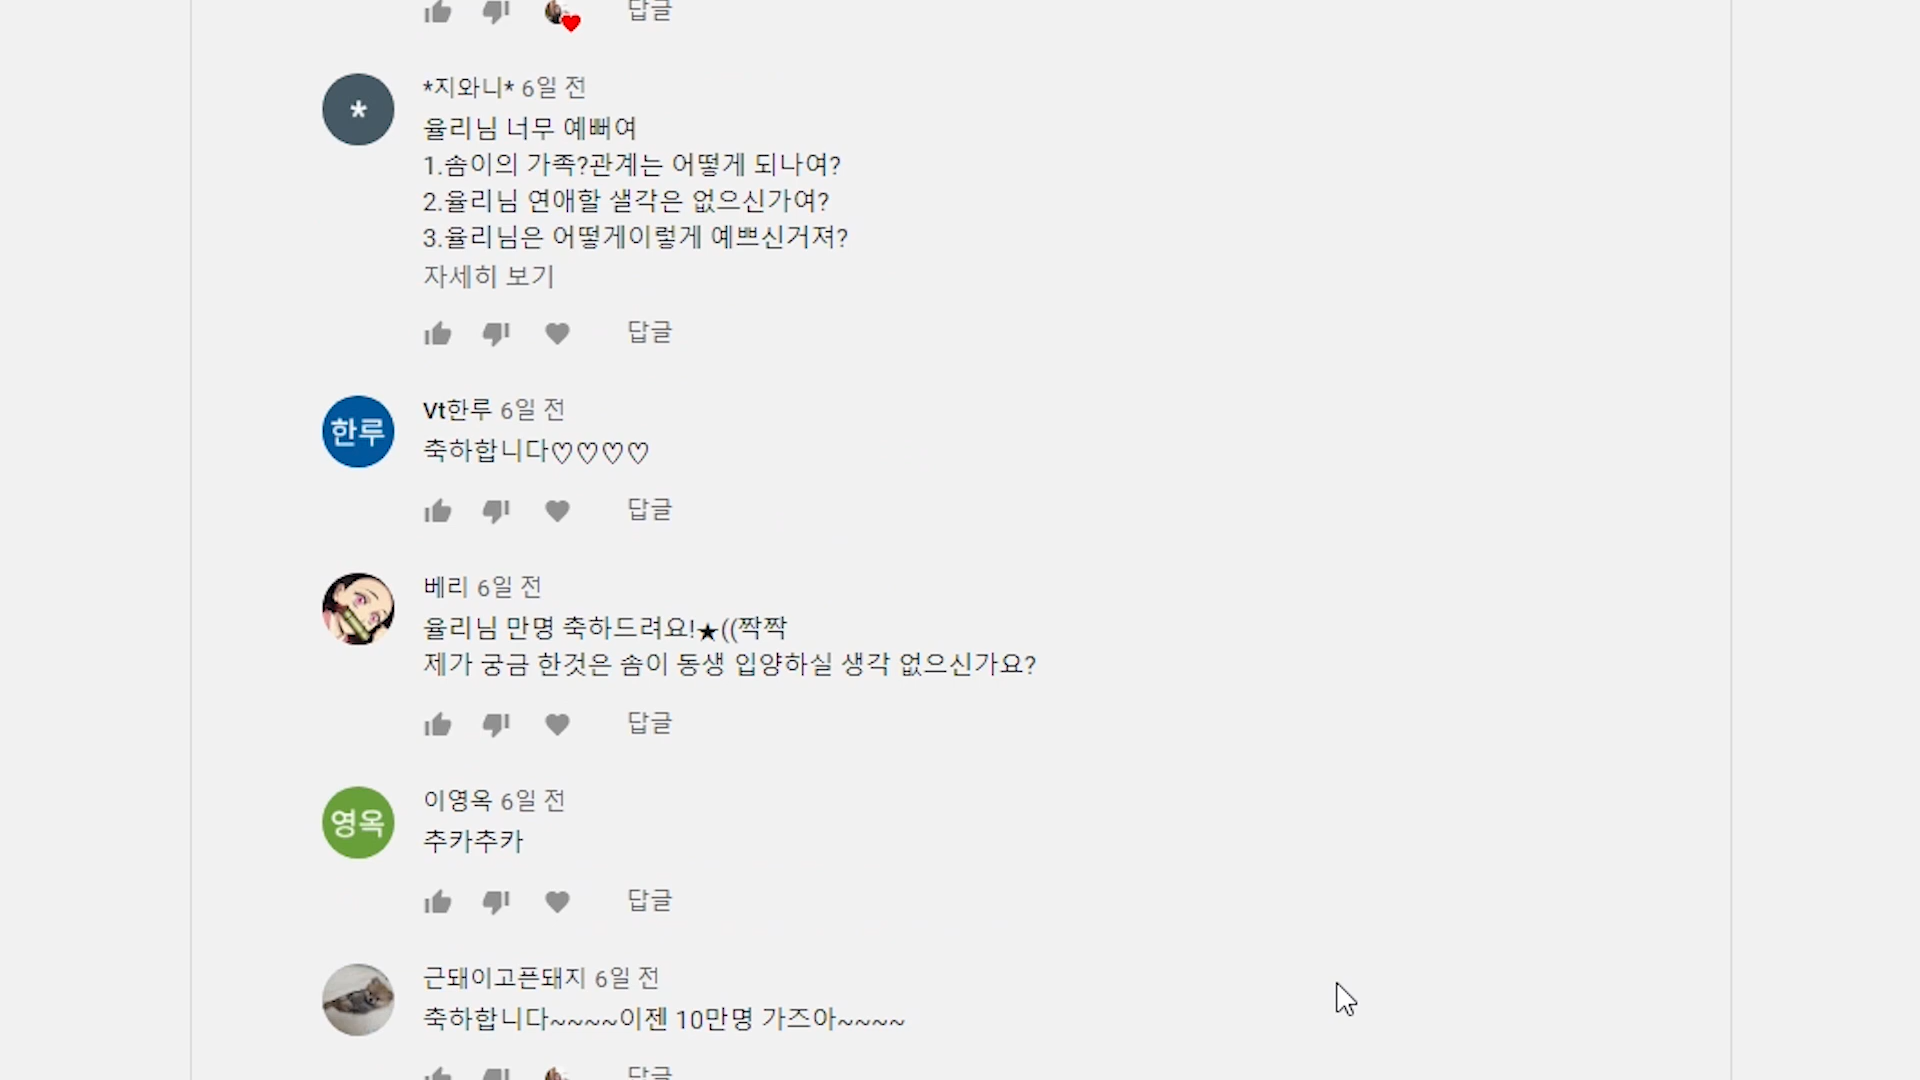 답글
*지와니* 6일 전
율리님 너무 예뻐여
1.솜이의 가족?관계는 어떻게 되나여?
2.율리님 연애할 샐각은 없으신가여?
3.율리님은 어떻게이렇게 예쁘신거져?
자세히 보기
답글
한루
Vt한루 6일 전
축하합니다♡♡♡♡
답글
베리 6일 전
율리님 만명 축하드려요!★((짝짝
제가 궁금 한것은 솜이 동생 입양하실 생각 없으신가요?
답글
영옥
이영옥 6일 전
추카추카
답글
근돼이고픈돼지 6일 전
축하합니다~~~~이젠 10만명 가즈아~~~~
답글